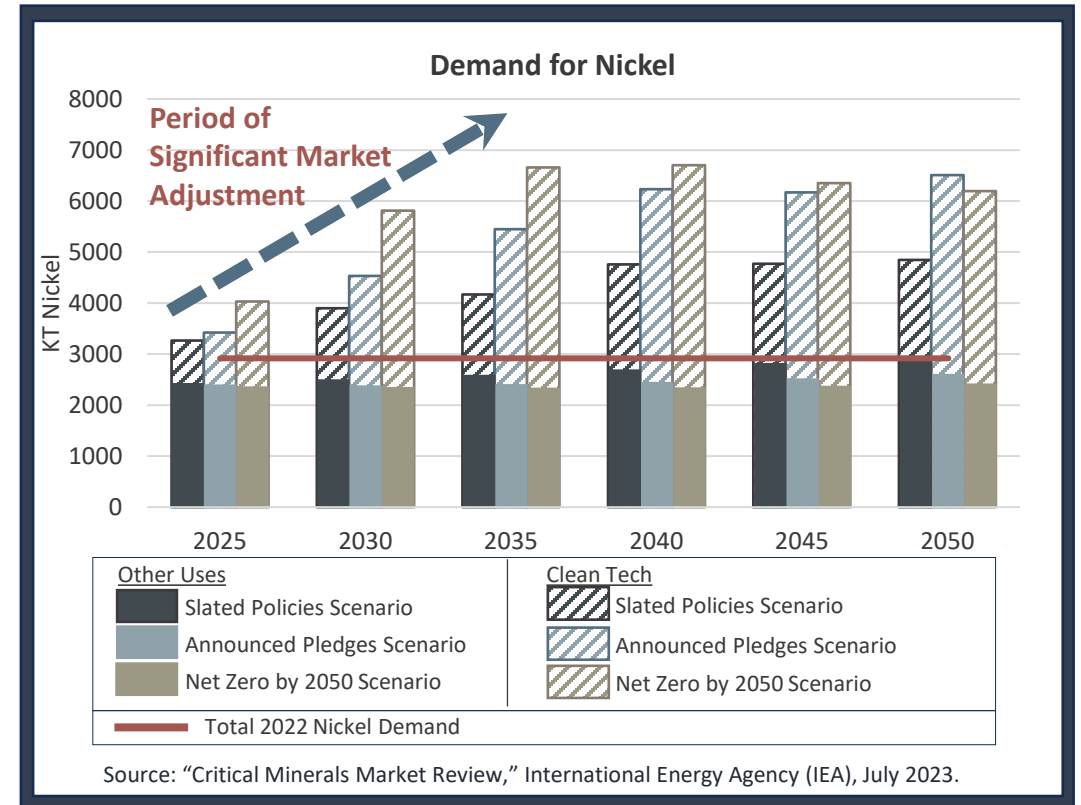 Demand for Nickel
8000
7000
6000
5000
4000
3000
2000
1000
0
KT Nickel
Period of
Significant Market
Adjustment
2025 2030 2035 2040 2045 2050
Other Uses
Slated Policies Scenario
Announced Pledges Scenario
Net Zero by 2050 Scenario
Clean Tech
Slated Policies Scenario
Announced Pledges Scenario
Net Zero by 2050 Scenario
Total 2022 Nickel Demand
Source: “Critical Minerals Market Review,” International Energy Agency (IEA), July 2023.